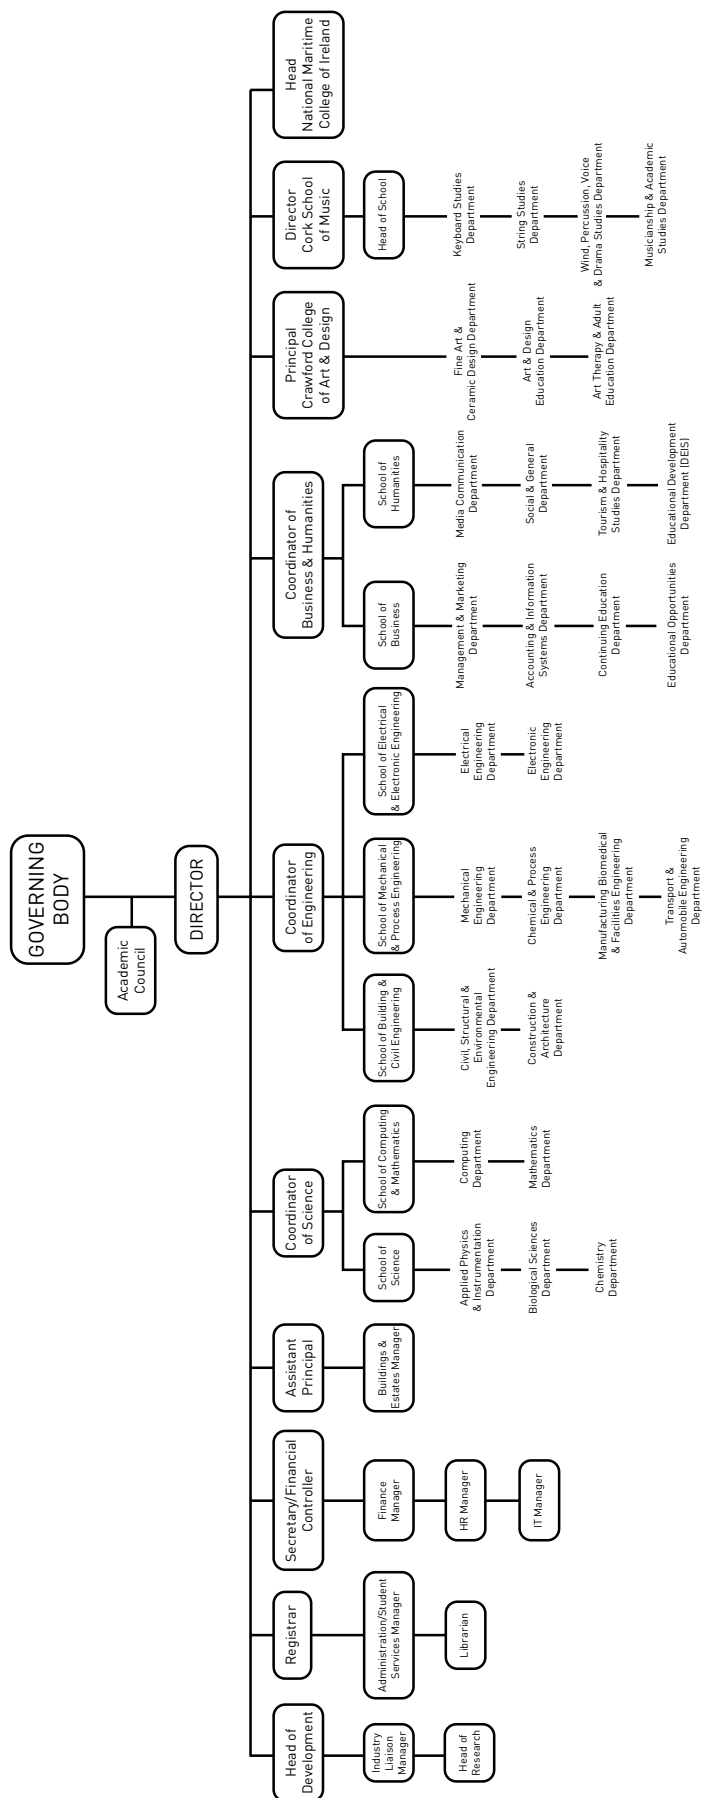 GOVERNING
BODY
Academic
Council
DIRECTOR
Head of
Development
Industry
Liaison
Manager
Head of
Research
Registrar
Administration/Student
Services Manager
Librarian
Secretary/Financial
Controller
Finance
Manager
HR Manager
IT Manager
Assistant
Principal
Buildings &
Estates Manager
Coordinator
of Science
School of
Science
Applied Physics
& Instrumentation
Department
Biological Sciences
Department
Chemistry
Department
School of Computing
& Mathematics
Computing
Department
Mathematics
Department
Coordinator
of Engineering
School of Building &
Civil Engineering
Civil, Structural &
Environmental
Engineering Department
Construction &
Architecture
Department
School of Mechanical
& Process Engineering
Mechanical
Engineering
Department
Chemical & Process
Engineering
Department
Manufacturing Biomedical
& Facilities Engineering
Department
Transport &
Automobile Engineering
Department
School of Electrical
& Electronic Engineering
Electrical
Engineering
Department
Electronic
Engineering
Department
Coordinator of
Business & Humanities
School of
Business
Management & Marketing
Department
Accounting & Information
Systems Department
Continuing Education
Department
Educational Opportunities
Department
School of
Humanities
Media Communication
Department
Social & General
Department
Tourism & Hospitality
Studies Department
Educational Development
Department (DEIS)
Principal
Crawford College
of Art & Design
Fine Art &
Ceramic Design Department
Art & Design
Education Department
Art Therapy & Adult
Education Department
Director
Cork School
of Music
Head of School
Keyboard Studies
Department
String Studies
Department
Wind, Percussion, Voice
& Drama Studies Department
Musicianship & Academic
Studies Department
Head
National Maritime
College of Ireland